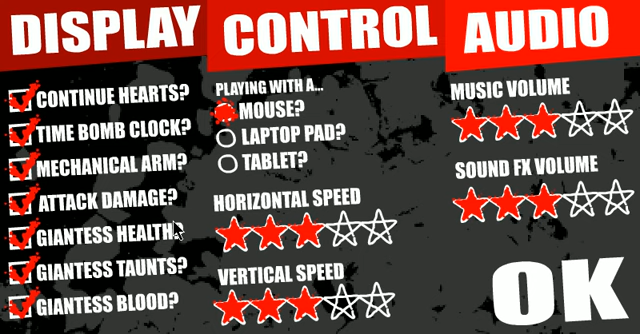 DISPLAY
CONTINUE HEARTS?
TIME BOMB CLOCK?
MECHANICAL ARM?
ATTACK DAMAGE?
GIANTESS HEALTH?
GIANTESS TAUNTS?
GIANTESS BLOOD?
CONTROL
PLAYING WITH A...
MOUSE?
LAPTOP PAD?
TABLET?
HORIZONTAL SPEED
VERTICAL SPEED
AUDIO
MUSIC VOLUME
SOUND FX VOLUME
OK